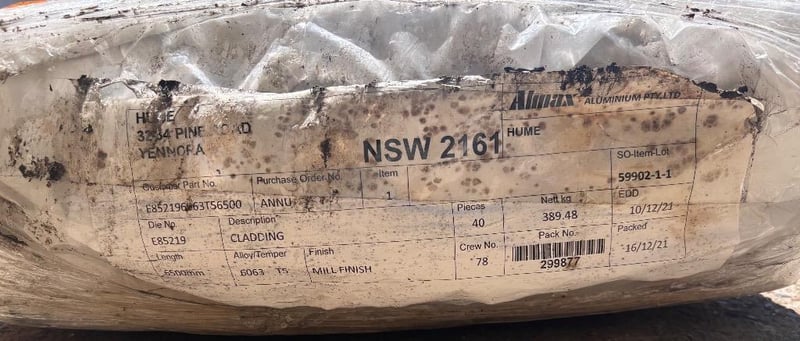 HUME
PINE ROAD
YENNORA
NSW 2161
Almax ALUMINIUM PTY.LTD
HUME
Customer Part No.
Purchase Order No.
Item
SO-Item-Lot
ANNU
1
59902-1-1
Die No
Description
Pieces
Nett kg
EDD
E85219
CLADDING
40
389.48
10/12/21
Length
Alloy/Temper
Finish
Crew No.
Pack No.
Packed
6500mm
6063 T5
MILL FINISH
78
299877
16/12/21